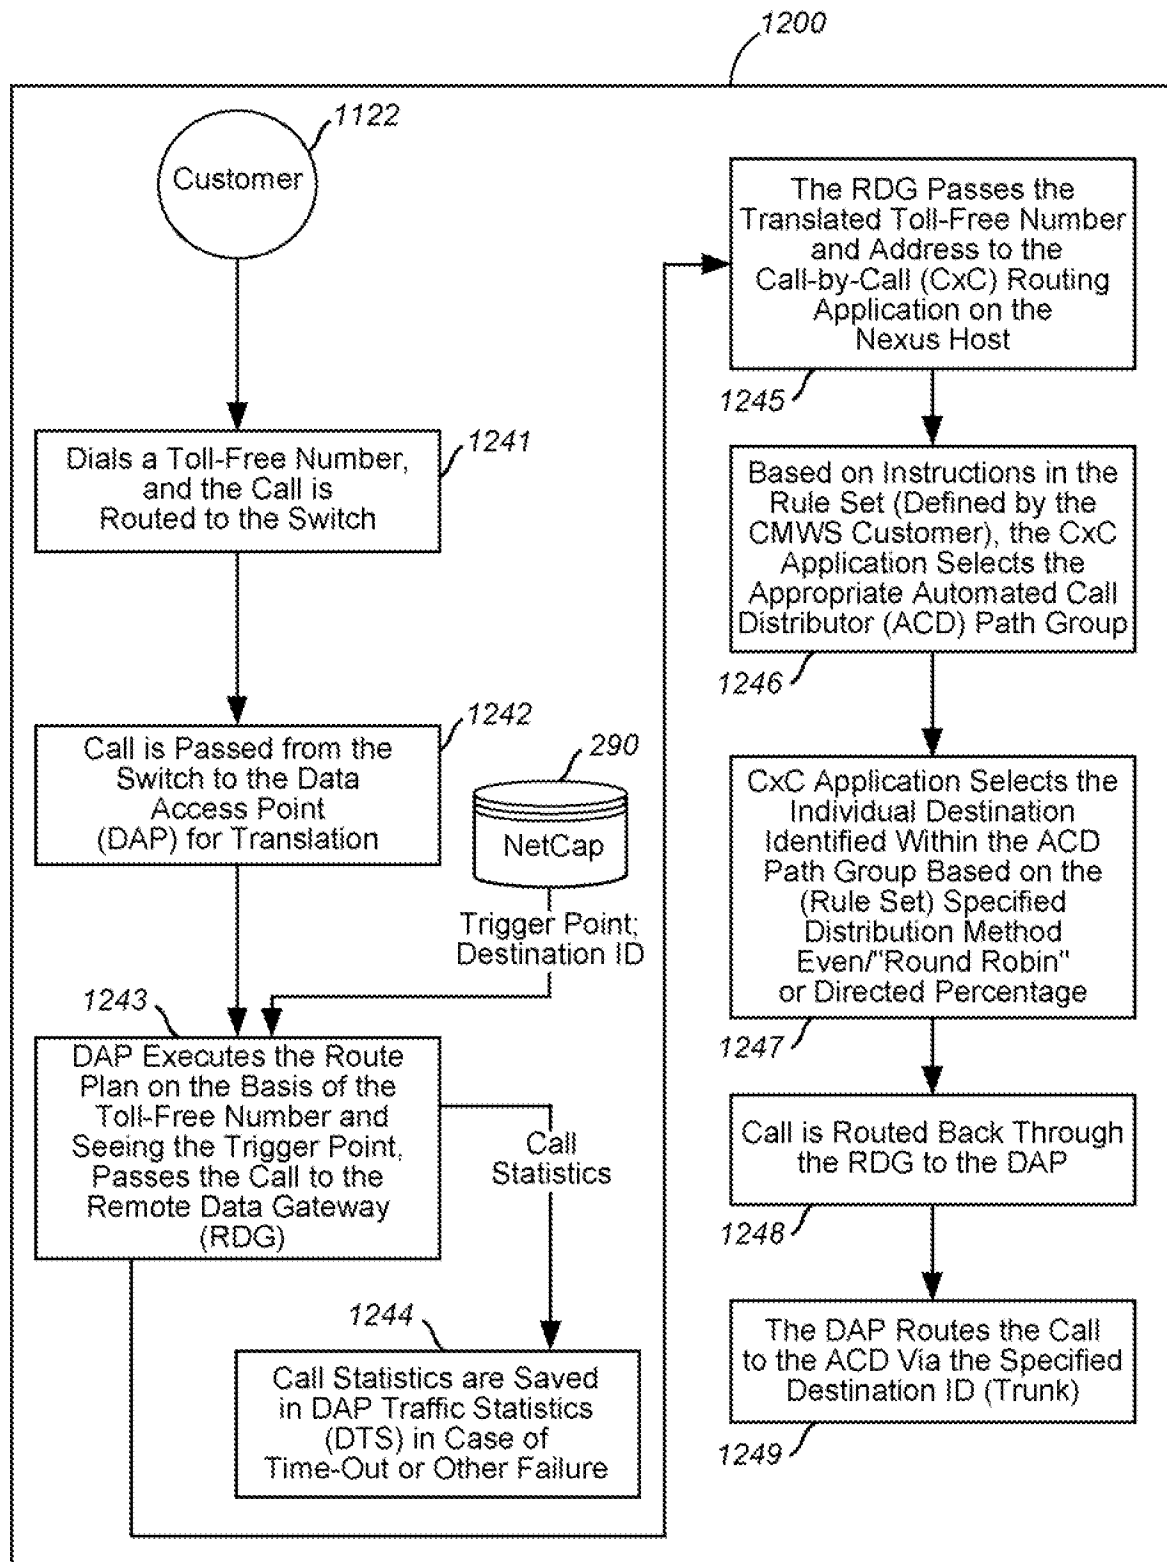 1200
1122
Customer
1241
Dials a Toll-Free Number,
and the Call is
Routed to the Switch
1242
Call is Passed from the
Switch to the Data
Access Point
(DAP) for Translation
290
NetCap
Trigger Point;
Destination ID
1243
DAP Executes the Route
Plan on the Basis of the
Toll-Free Number and
Seeing the Trigger Point,
Passes the Call to the
Remote Data Gateway
(RDG)
Call
Statistics
1244
Call Statistics are Saved
in DAP Traffic Statistics
(DTS) in Case of
Time-Out or Other Failure
The RDG Passes the
Translated Toll-Free Number
and Address to the
Call-by-Call (CxC) Routing
Application on the
Nexus Host
1245
Based on Instructions in the
Rule Set (Defined by the
CMWS Customer), the CxC
Application Selects the
Appropriate Automated Call
Distributor (ACD) Path Group
1246
CxC Application Selects the
Individual Destination
Identified Within the ACD
Path Group Based on the
(Rule Set) Specified
Distribution Method
Even/"Round Robin"
or Directed Percentage
1247
Call is Routed Back Through
the RDG to the DAP
1248
The DAP Routes the Call
to the ACD Via the Specified
Destination ID (Trunk)
1249